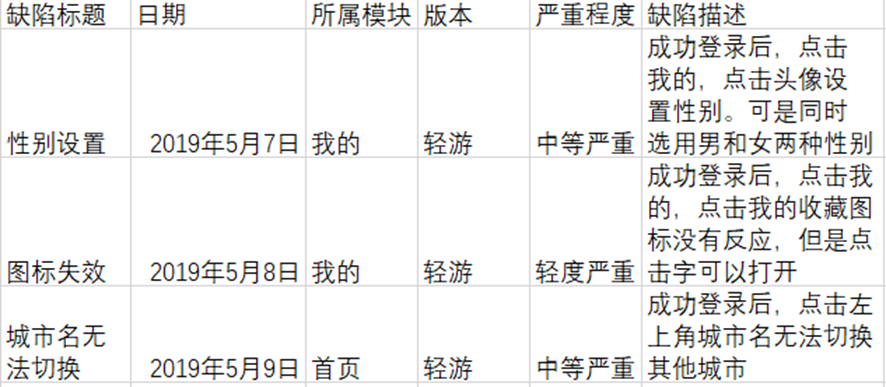 缺陷标题 日期 所属模块 版本 严重程度 缺陷描述
性别设置 2019年5月7日 我的 轻游 中等严重 成功登录后，点击
我的，点击头像设
置性别。可是同时
选用男和女两种性别
图标失效 2019年5月8日 我的 轻游 轻度严重 成功登录后，点击我
的，点击我的收藏图
标没有反应，但是点
击字可以打开
城市名无
法切换 2019年5月9日 首页 轻游 中等严重 成功登录后，点击左
上角城市名无法切换
其他城市